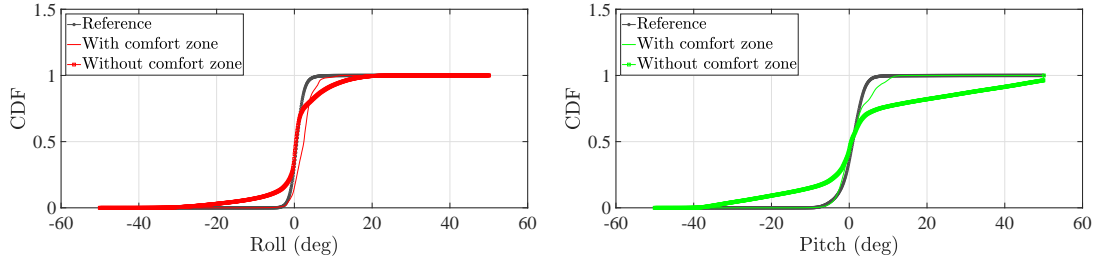 1.5
Reference
With comfort zone
Without comfort zone
1
0.5
0
CDF
-60
-40
-20
0
20
40
60
Roll (deg)
1.5
Reference
With comfort zone
Without comfort zone
1
0.5
0
CDF
-60
-40
-20
0
20
40
60
Pitch (deg)